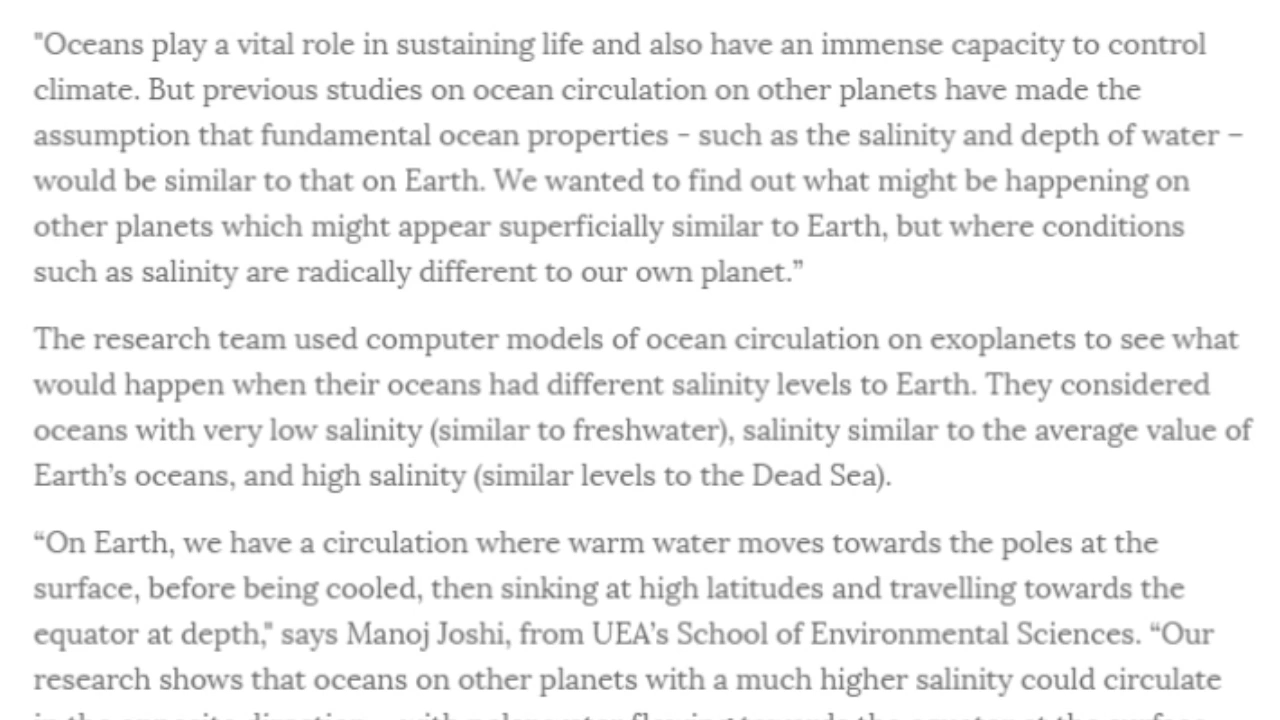 "Oceans play a vital role in sustaining life and also have an immense capacity to control
climate. But previous studies on ocean circulation on other planets have made the
assumption that fundamental ocean properties – such as the salinity and depth of water –
would be similar to that on Earth. We wanted to find out what might be happening on
other planets which might appear superficially similar to Earth, but where conditions
such as salinity are radically different to our own planet.”
The research team used computer models of ocean circulation on exoplanets to see what
would happen when their oceans had different salinity levels to Earth. They considered
oceans with very low salinity (similar to freshwater), salinity similar to the average value of
Earth’s oceans, and high salinity (similar levels to the Dead Sea).
“On Earth, we have a circulation where warm water moves towards the poles at the
surface, before being cooled, then sinking at high latitudes and travelling towards the
equator at depth," says Manoj Joshi, from UEA’s School of Environmental Sciences. “Our
research shows that oceans on other planets with a much higher salinity could circulate